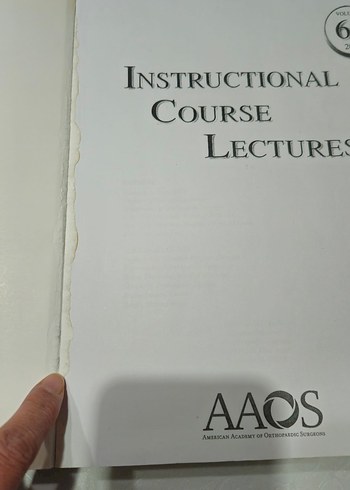 INSTRUCTIONAL
COURSE
LECTURES
AAOS
AMERICAN ACADEMY OF ORTHOPAEDIC SURGEONS